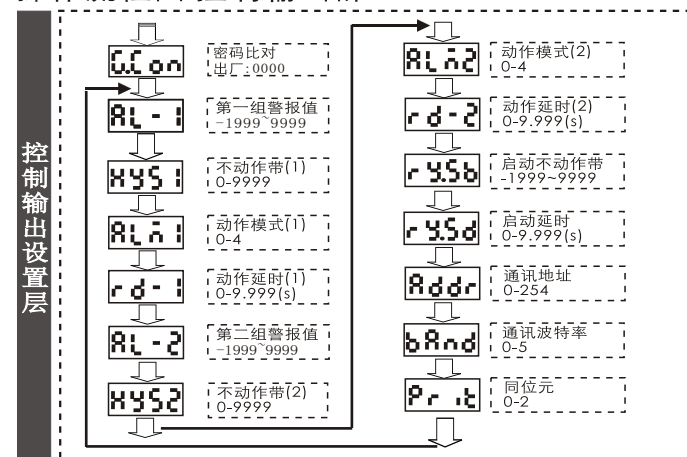 控制输出设置层
G.Con
密码比对
出厂:0000
AL-1
第一组警报值
-1999~9999
HYS1
不动作带(1)
0-9999
ALM1
动作模式(1)
0-4
rd-1
动作延时(1)
0-9.999(s)
AL-2
第二组警报值
-1999~9999
HYS2
不动作带(2)
0-9999
ALM2
动作模式(2)
0-4
rd-2
动作延时(2)
0-9.999(s)
rY.Sb
启动不动作带
-1999~9999
rY.Sd
启动延时
0-9.999(s)
Addr
通讯地址
0-254
bAnd
通讯波特率
0-5
Prit
同位元
0-2